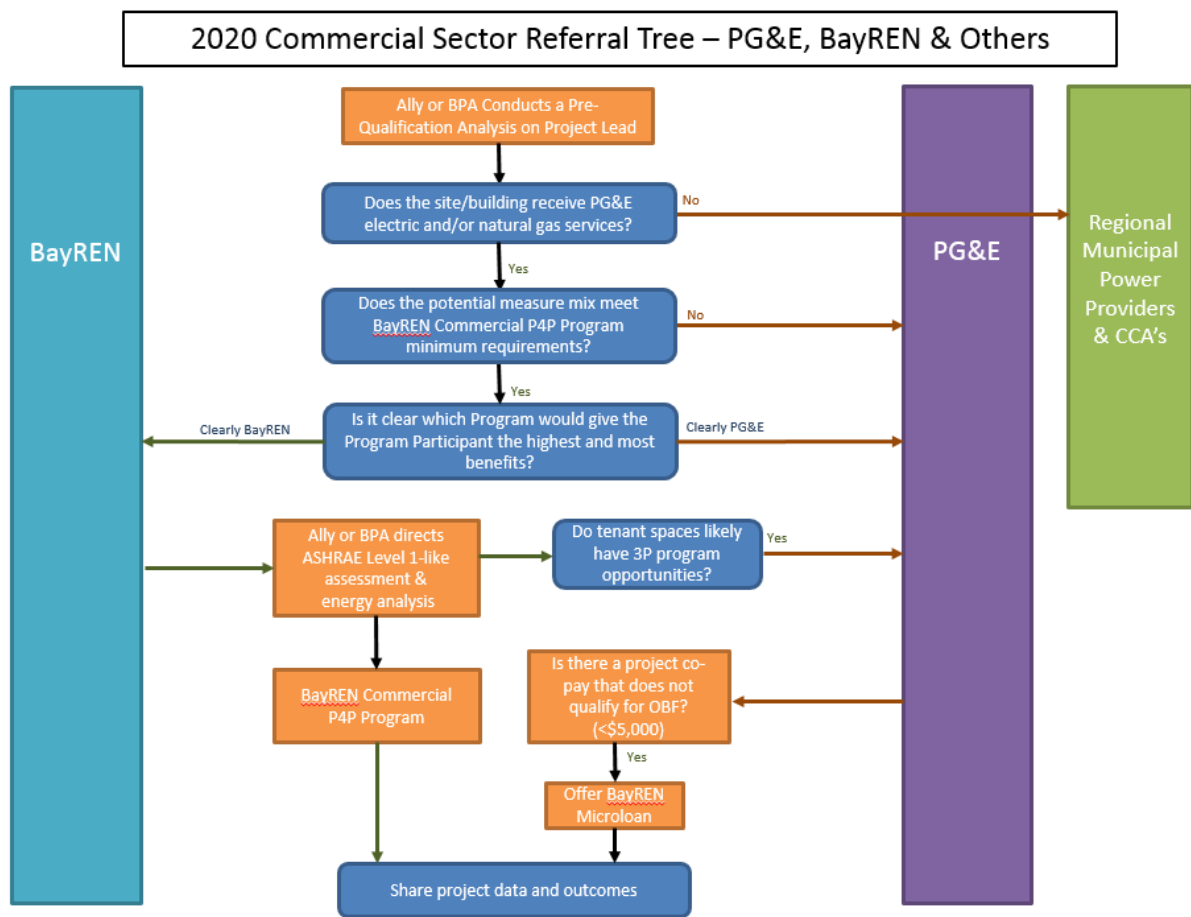 2020 Commercial Sector Referral Tree – PG&E, BayREN & Others
BayREN
Ally or BPA Conducts a Pre-
Qualification Analysis on Project Lead
Does the site/building receive PG&E
electric and/or natural gas services?
No
Yes
PG&E
Regional
Municipal
Power
Providers
& CCA's
Does the potential measure mix meet
BayREN Commercial P4P Program
minimum requirements?
No
Yes
Clearly BayREN
Is it clear which Program would give the
Program Participant the highest and most
benefits?
Clearly PG&E
Ally or BPA directs
ASHRAE Level 1-like
assessment &
energy analysis
Do tenant spaces likely
have 3P program
opportunities?
Yes
BayREN Commercial
P4P Program
Is there a project co-
pay that does not
qualify for OBF?
(<$5,000)
Yes
Offer BayREN
Microloan
Share project data and outcomes